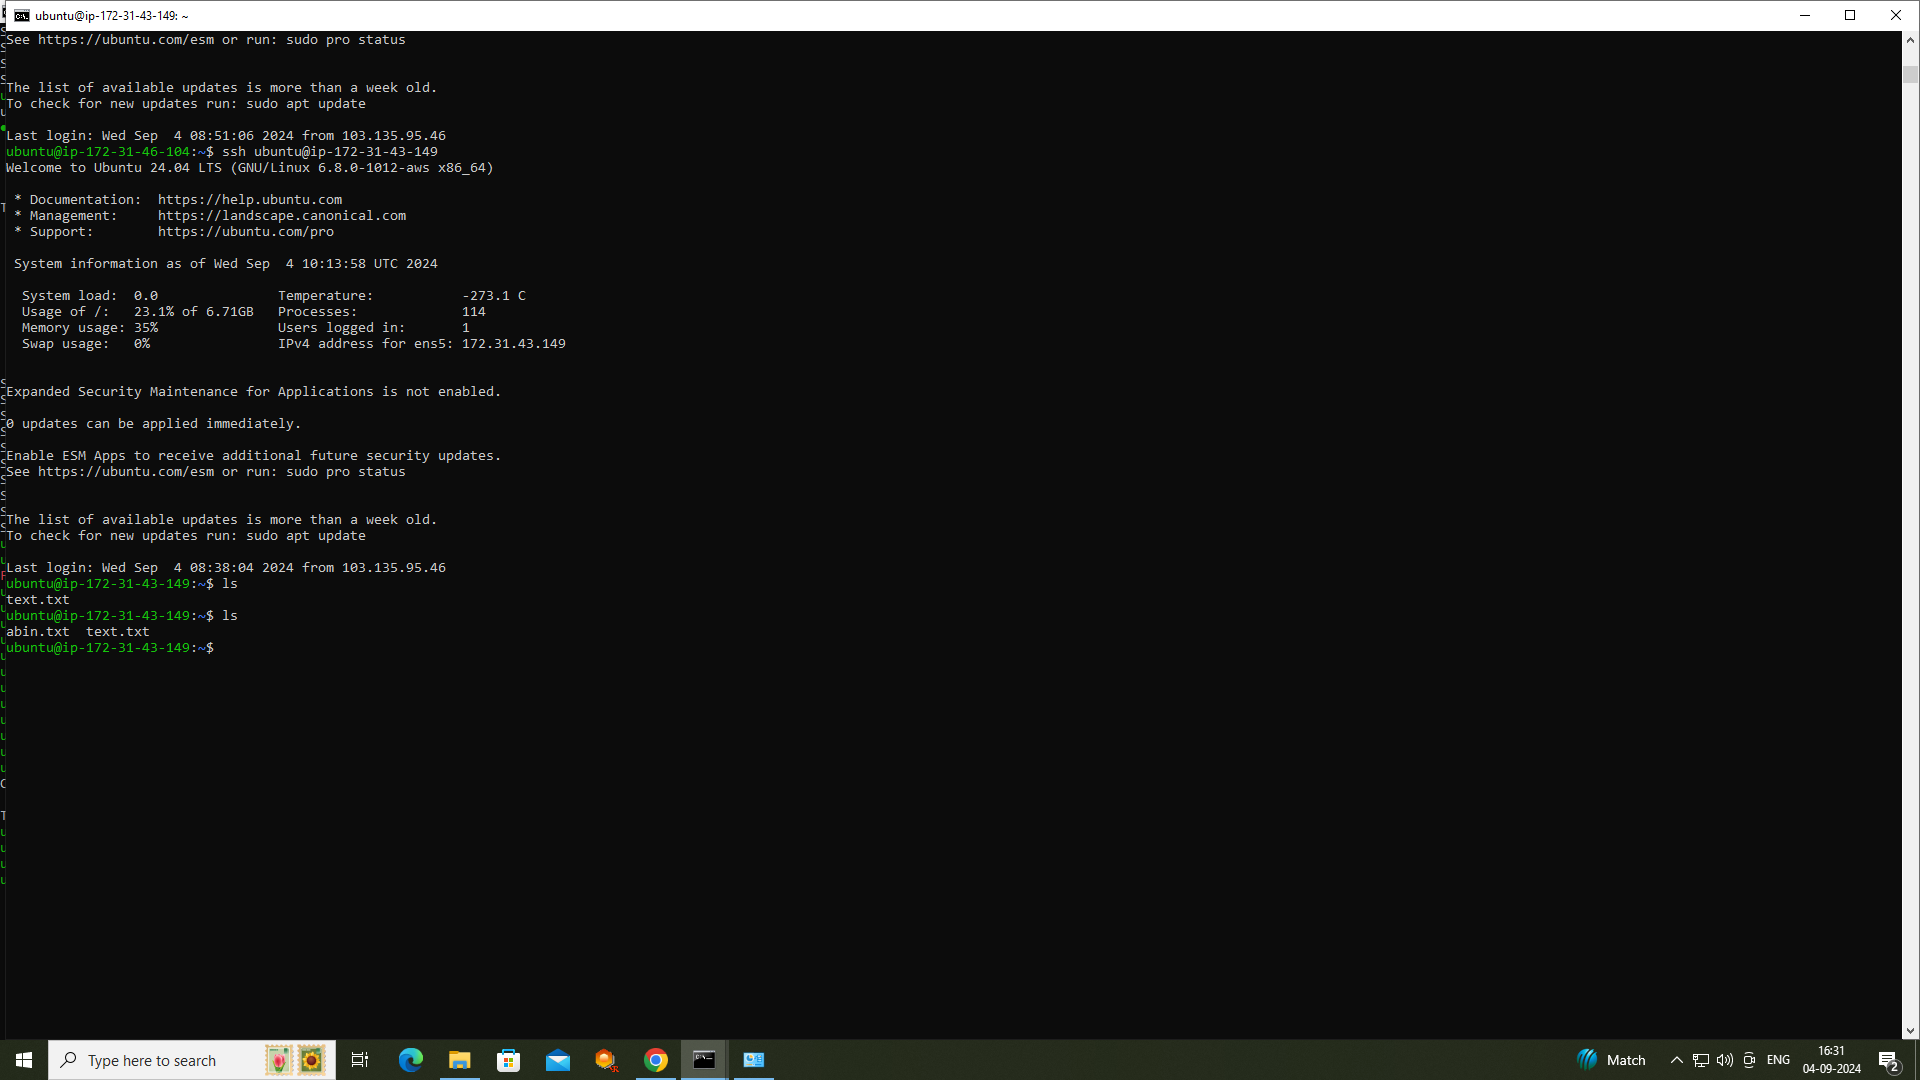 ubuntu@ip-172-31-43-149: ~
See https://ubuntu.com/esm or run: sudo pro status
The list of available updates is more than a week old.
To check for new updates run: sudo apt update
Last login: Wed Sep  4 08:51:06 2024 from 103.135.95.46
ubuntu@ip-172-31-46-104:~$ ssh ubuntu@ip-172-31-43-149
Welcome to Ubuntu 24.04 LTS (GNU/Linux 6.8.0-1012-aws x86_64)
* Documentation:  https://help.ubuntu.com
* Management:     https://landscape.canonical.com
* Support:        https://ubuntu.com/pro
System information as of Wed Sep  4 10:13:58 UTC 2024
System load:  0.0               Temperature:           -273.1 C
Usage of /:   23.1% of 6.71GB   Processes:             114
Memory usage: 35%               Users logged in:       1
Swap usage:   0%                IPv4 address for ens5: 172.31.43.149
Expanded Security Maintenance for Applications is not enabled.
0 updates can be applied immediately.
Enable ESM Apps to receive additional future security updates.
See https://ubuntu.com/esm or run: sudo pro status
The list of available updates is more than a week old.
To check for new updates run: sudo apt update
Last login: Wed Sep  4 08:38:04 2024 from 103.135.95.46
ubuntu@ip-172-31-43-149:~$ ls
text.txt
ubuntu@ip-172-31-43-149:~$ ls
abin.txt  text.txt
ubuntu@ip-172-31-43-149:~$
Type here to search
Match
ENG
16:31
04-09-2024
2